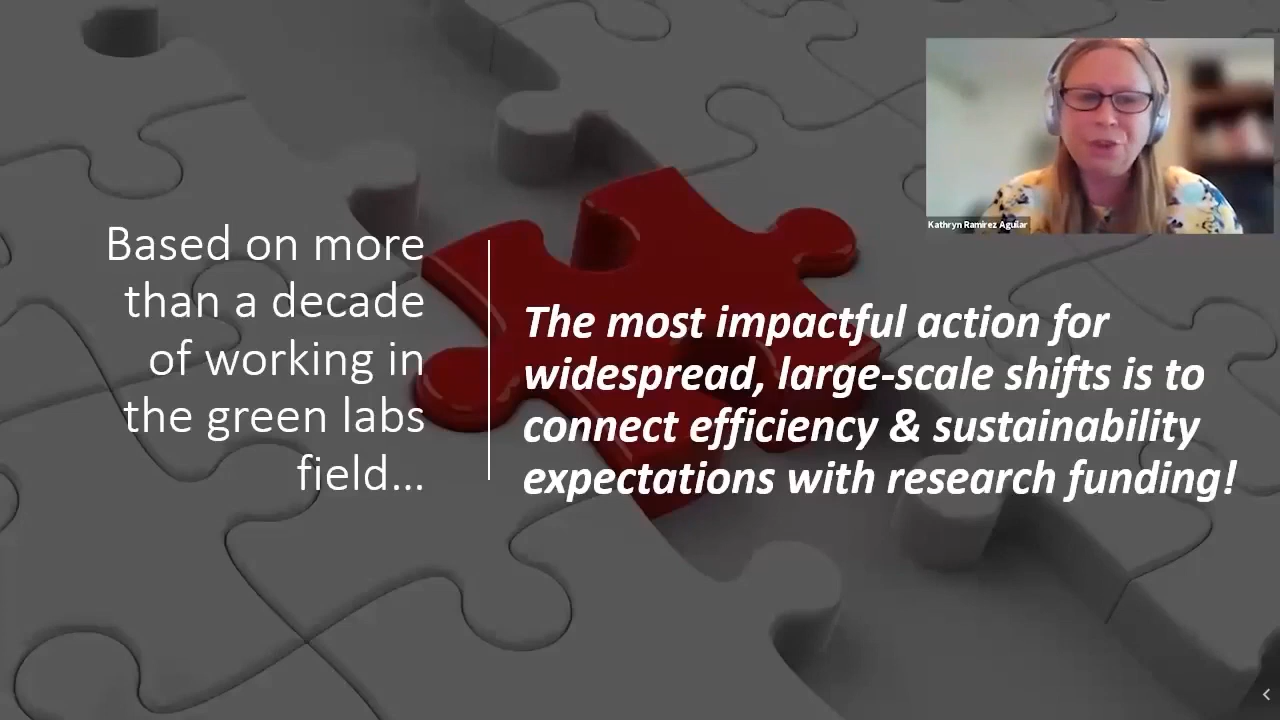 Based on more
than a decade
of working in
the green labs
field...
The most impactful action for
widespread, large-scale shifts is to
connect efficiency & sustainability
expectations with research funding!
Kathryn Ramirez Aguilar